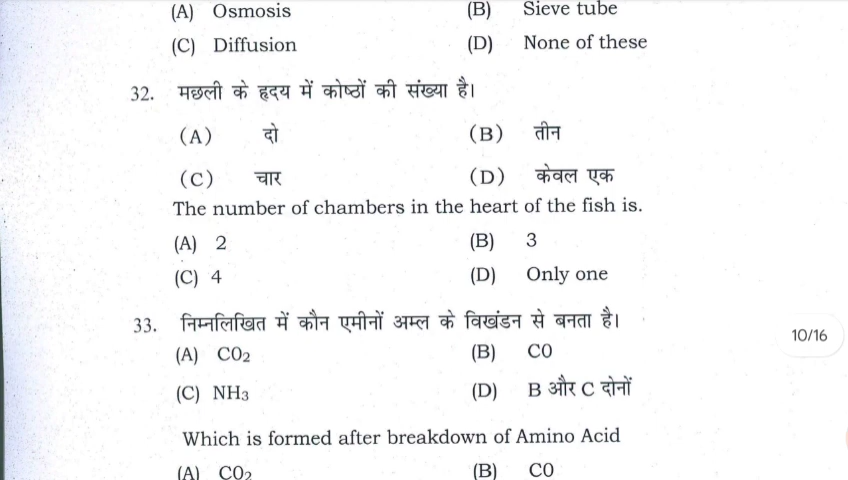 (A) Osmosis (B) Sieve tube
(C) Diffusion (D) None of these
32. मछली के हृदय में कोष्ठों की संख्या है।
(A) दो (B) तीन
(C) चार (D) केवल एक
The number of chambers in the heart of the fish is.
(A) 2 (B) 3
(C) 4 (D) Only one
33. निम्नलिखित में कौन एमीनों अम्ल के विखंडन से बनता है।
(A) CO2 (B) CO
(C) NH3 (D) B और C दोनों
10/16
Which is formed after breakdown of Amino Acid
(A) CO2 (B) CO